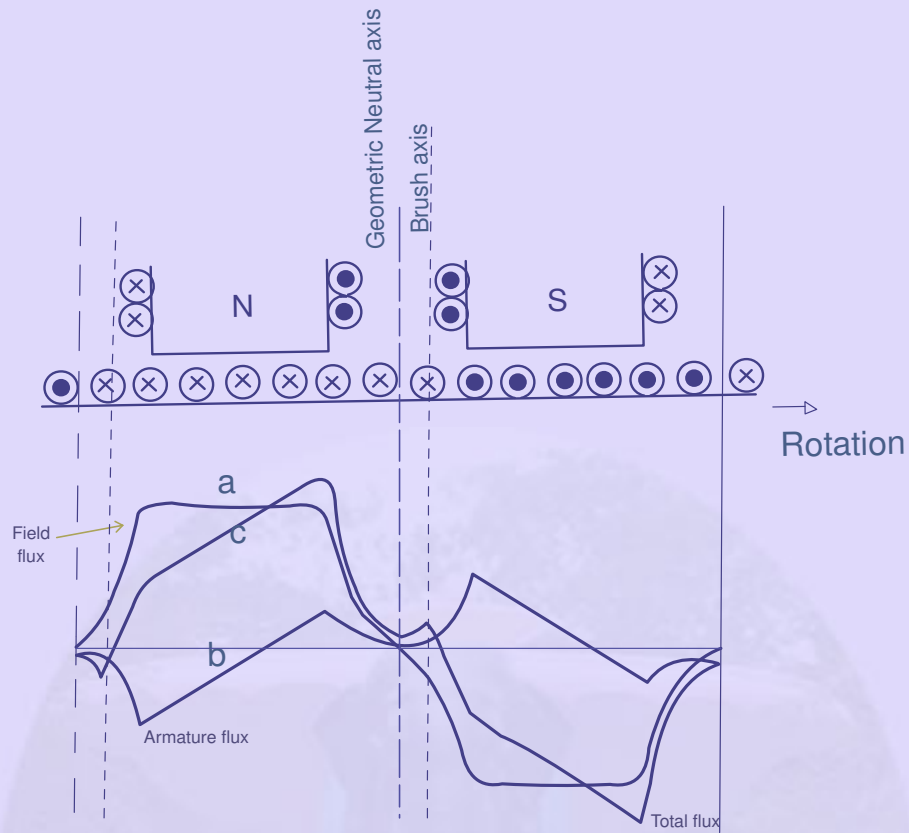 Geometric Neutral axis
Brush axis
N
S
Rotation
a
Field
flux
c
b
Armature flux
Total flux